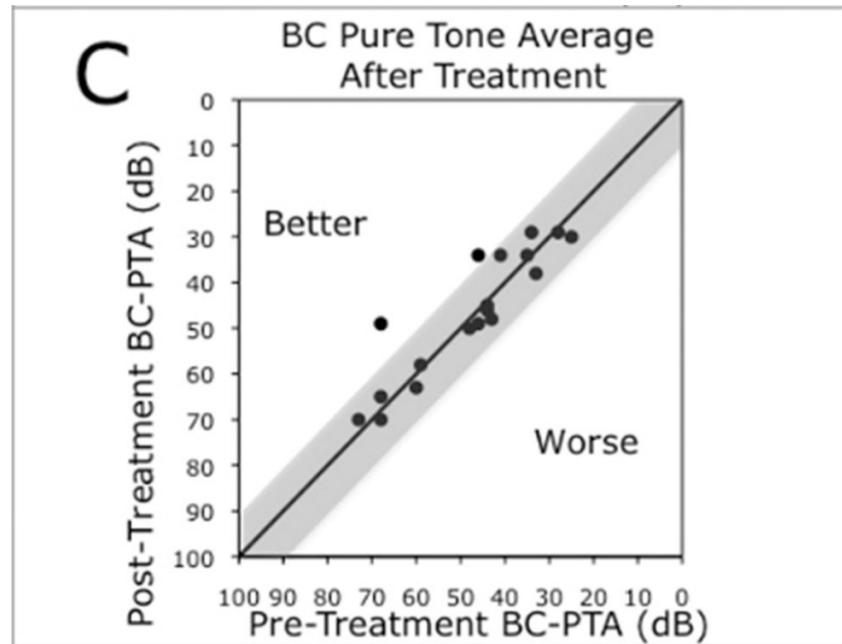 C
BC Pure Tone Average
After Treatment
Post-Treatment BC-PTA (dB)
0
10
20
30
40
50
60
70
80
90
100
Better
Worse
100 90 80 70 60 50 40 30 20 10 0
Pre-Treatment BC-PTA (dB)